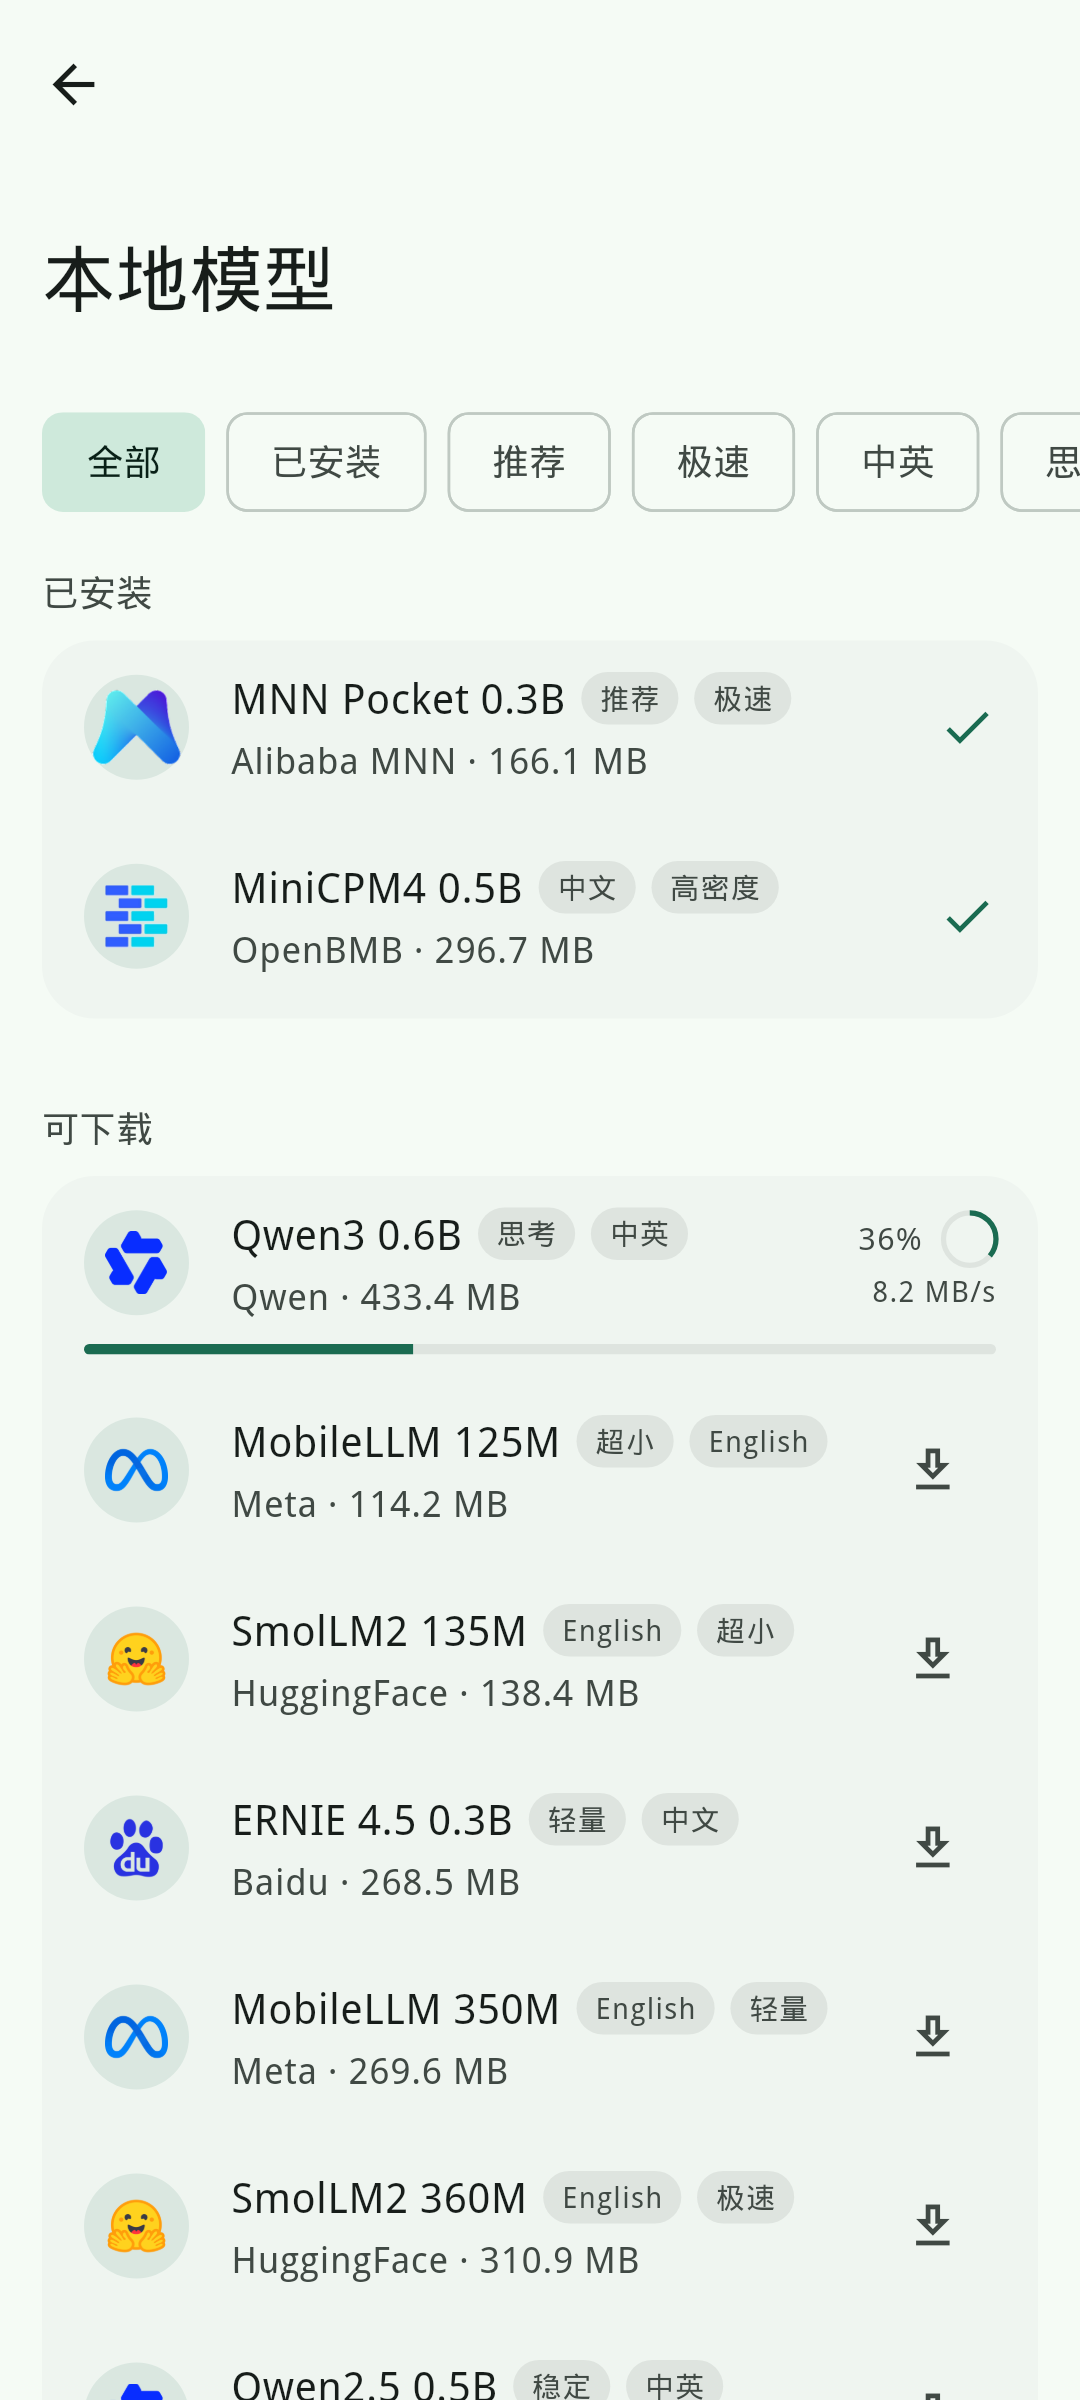 本地模型
全部 已安装 推荐 极速 中英 思
已安装
MNN Pocket 0.3B 推荐 极速
Alibaba MNN · 166.1 MB
MiniCPM4 0.5B 中文 高密度
OpenBMB · 296.7 MB
可下载
Qwen3 0.6B 思考 中英 36%
Qwen · 433.4 MB 8.2 MB/s
MobileLLM 125M 超小 English
Meta · 114.2 MB
SmolLM2 135M English 超小
HuggingFace · 138.4 MB
ERNIE 4.5 0.3B 轻量 中文
du
Baidu · 268.5 MB
MobileLLM 350M English 轻量
Meta · 269.6 MB
SmolLM2 360M English 极速
HuggingFace · 310.9 MB
Qwen2.5 0.5B 稳定 中英